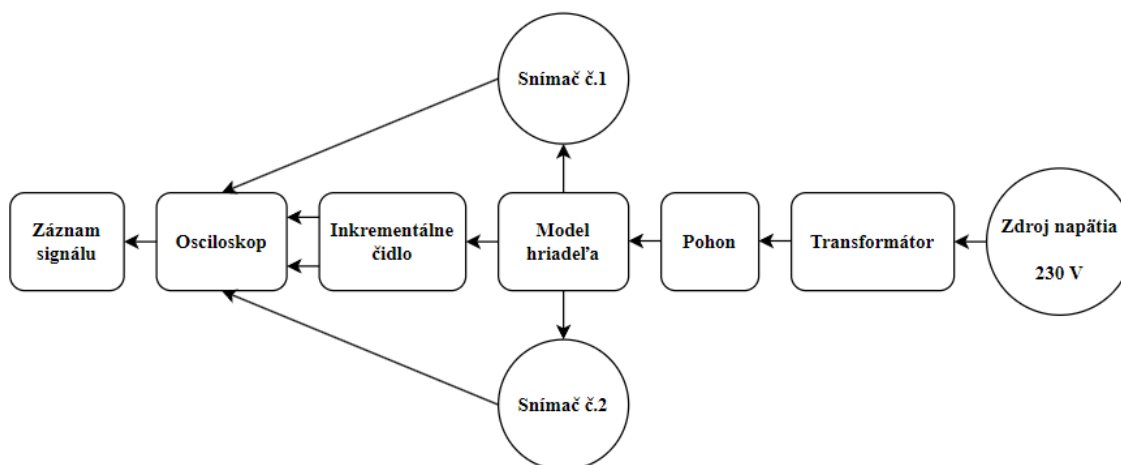 Snímač č.1
Záznam
signálu
Osciloskop
Inkrementálne
čidlo
Model
hriadeľa
Pohon
Transformátor
Zdroj napätia
230 V
Snímač č.2